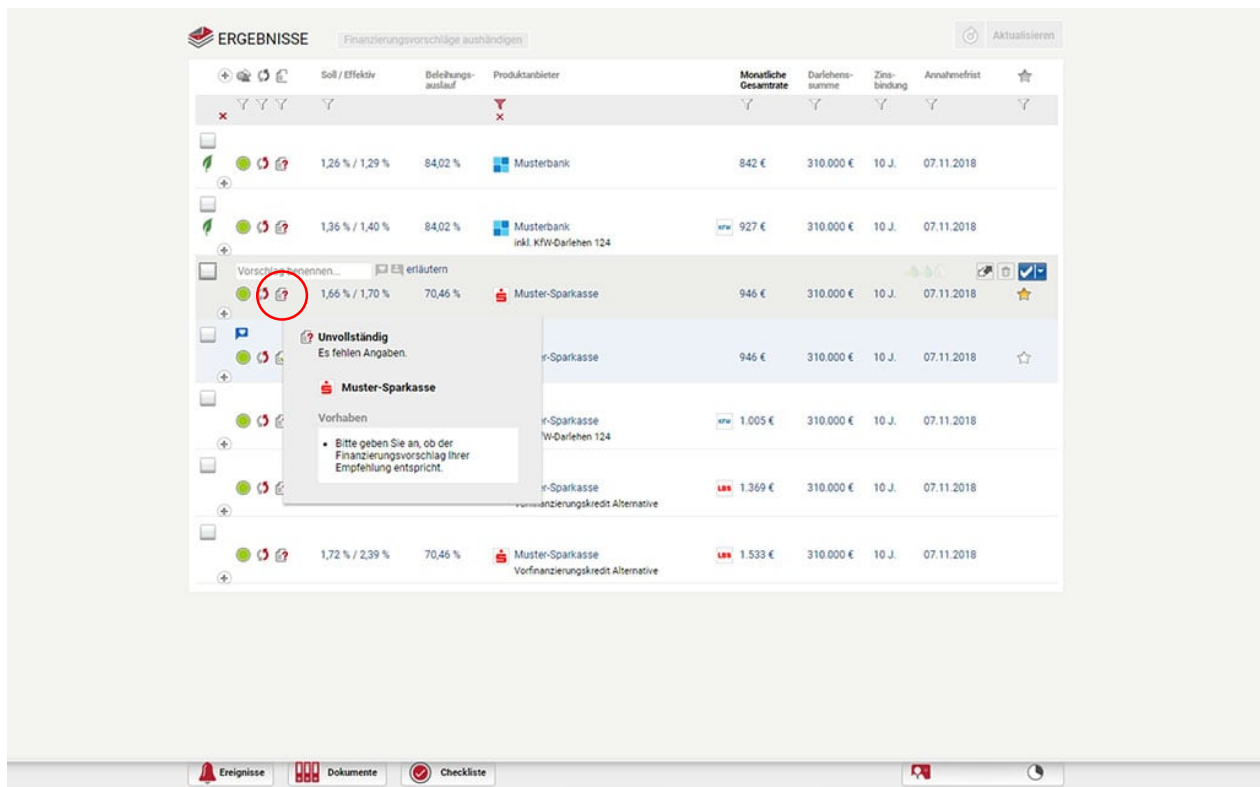 ERGEBNISSE Finanzierungsvorschläge aushändigen Aktualisieren
Soll / Effektiv Beleihungs- Produktanbieter Monatliche Darlehens- Zins- Annahmefrist
auslauf Gesamtrate summe bindung
1,26 % / 1,29 % 84,02 % Musterbank 842 € 310.000 € 10 J. 07.11.2018
1,36 % / 1,40 % 84,02 % Musterbank KFW 927 € 310.000 € 10 J. 07.11.2018
inkl. KfW-Darlehen 124
Vorschlag benennen... erläutern
1,66 % / 1,70 % 70,46 % Muster-Sparkasse 946 € 310.000 € 10 J. 07.11.2018
Unvollständig
Es fehlen Angaben.
r-Sparkasse 946 € 310.000 € 10 J. 07.11.2018
Muster-Sparkasse
Vorhaben
r-Sparkasse KFW 1.005 € 310.000 € 10 J. 07.11.2018
W-Darlehen 124
• Bitte geben Sie an, ob der
Finanzierungsvorschlag Ihrer
Empfehlung entspricht.
r-Sparkasse LBS 1.369 € 310.000 € 10 J. 07.11.2018
Vorfinanzierungskredit Alternative
1,72 % / 2,39 % 70,46 % Muster-Sparkasse LBS 1.533 € 310.000 € 10 J. 07.11.2018
Vorfinanzierungskredit Alternative
Ereignisse Dokumente Checkliste